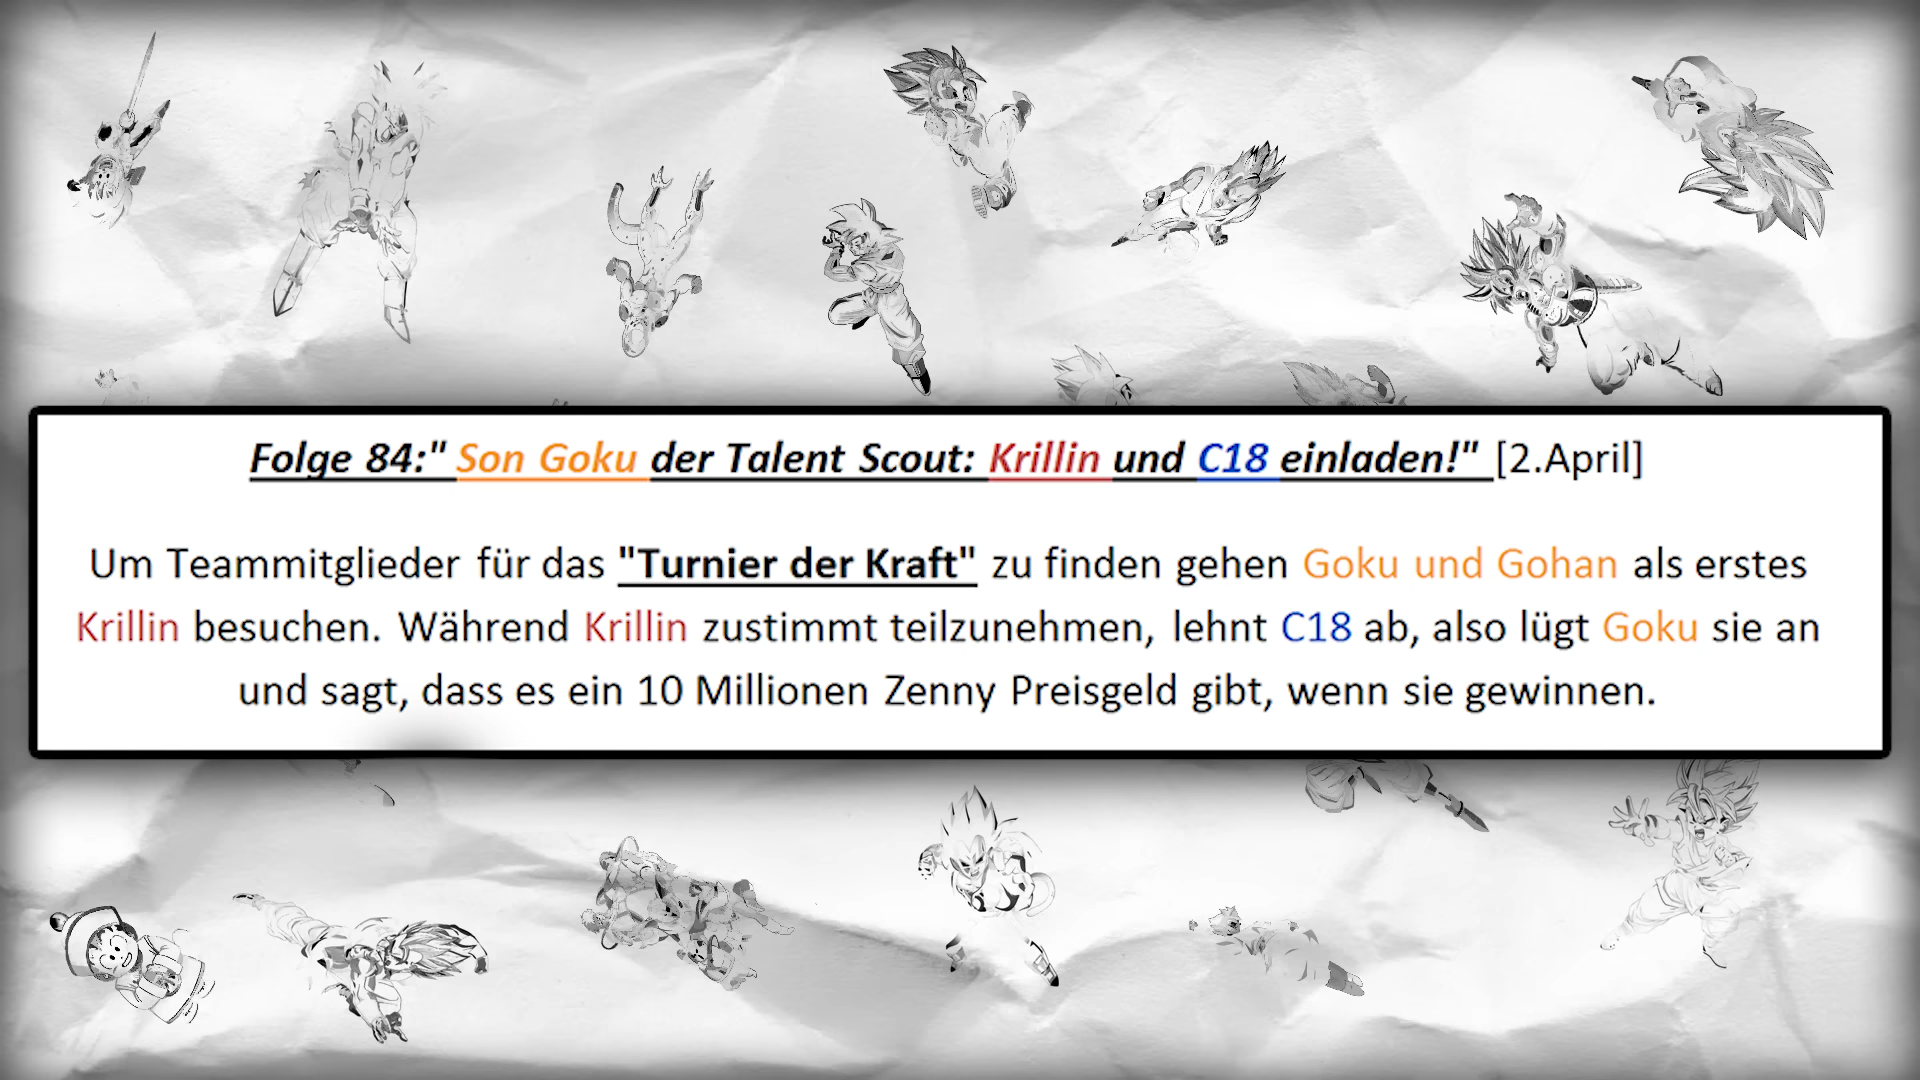 Folge 84:" Son Goku der Talent Scout: Krillin und C18 einladen!" [2.April]
Um Teammitglieder für das "Turnier der Kraft" zu finden gehen Goku und Gohan als erstes
Krillin besuchen. Während Krillin zustimmt teilzunehmen, lehnt C18 ab, also lügt Goku sie an
und sagt, dass es ein 10 Millionen Zenny Preisgeld gibt, wenn sie gewinnen.